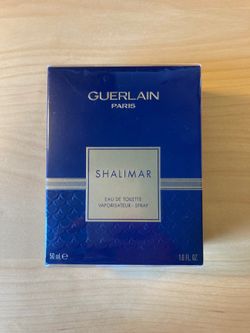 GUERLAIN
PARIS
SHALIMAR
EAU DE TOILETTE
VAPORISATEUR - SPRAY
50 mL ℮ 1.6 FL. OZ